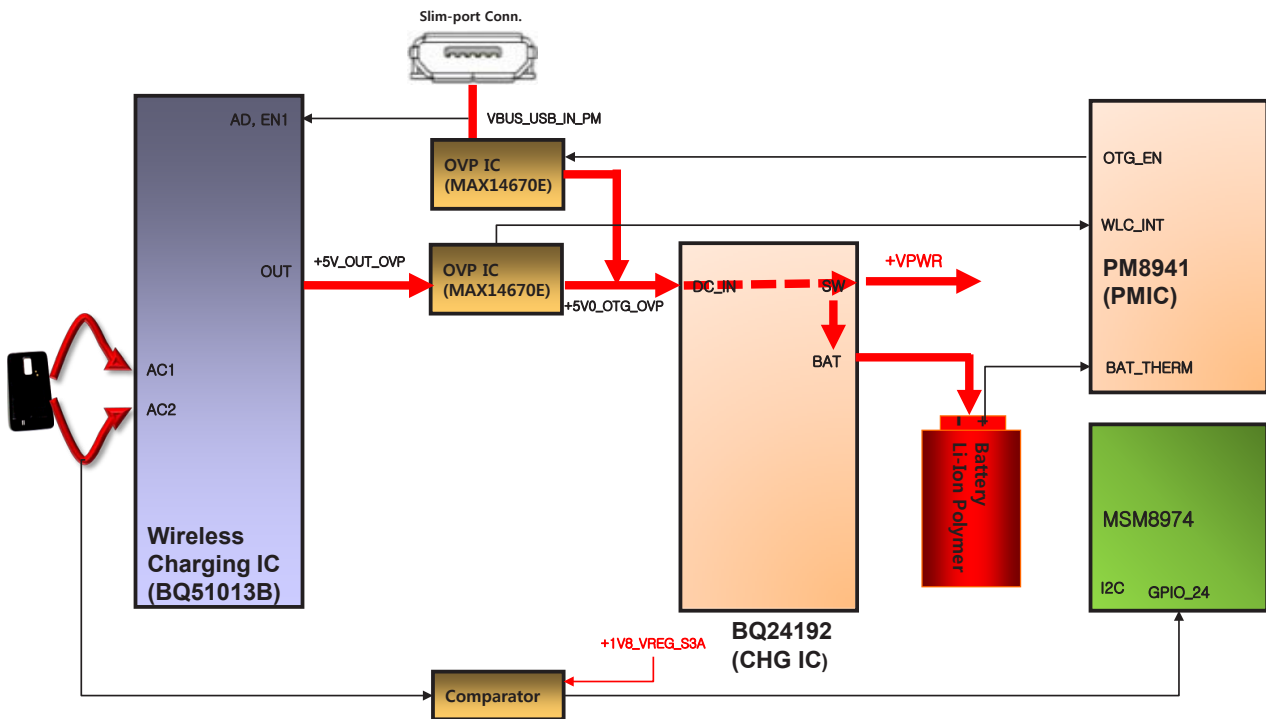 Slim-port Conn.
AD, EN1
VBUS_USB_IN_PM
OVP IC
(MAX14670E)
OTG_EN
WLC_INT
OUT
+5V_OUT_OVP
OVP IC
(MAX14670E)
+5V0_OTG_OVP
DC_IN
SW
+VPWR
PM8941
(PMIC)
BAT
BAT_THERM
AC1
AC2
- +
Battery
Li-Ion Polymer
MSM8974
I2C
GPIO_24
Wireless
Charging IC
(BQ51013B)
BQ24192
(CHG IC)
+1V8_VREG_S3A
Comparator